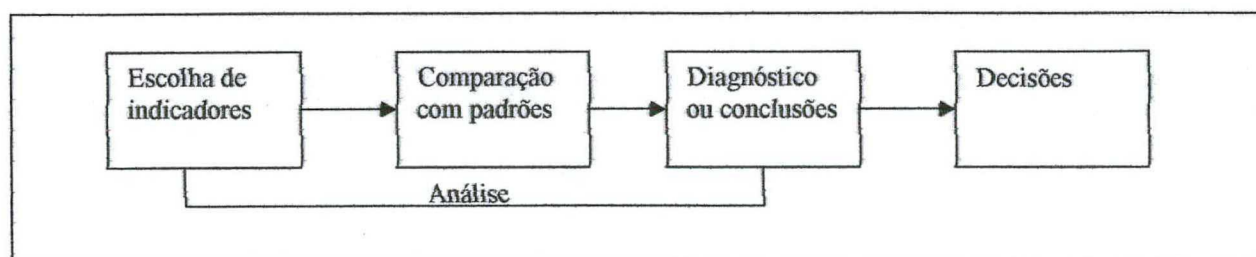 Escolha de
indicadores
Comparação
com padrões
Diagnóstico
ou conclusões
Decisões
Análise